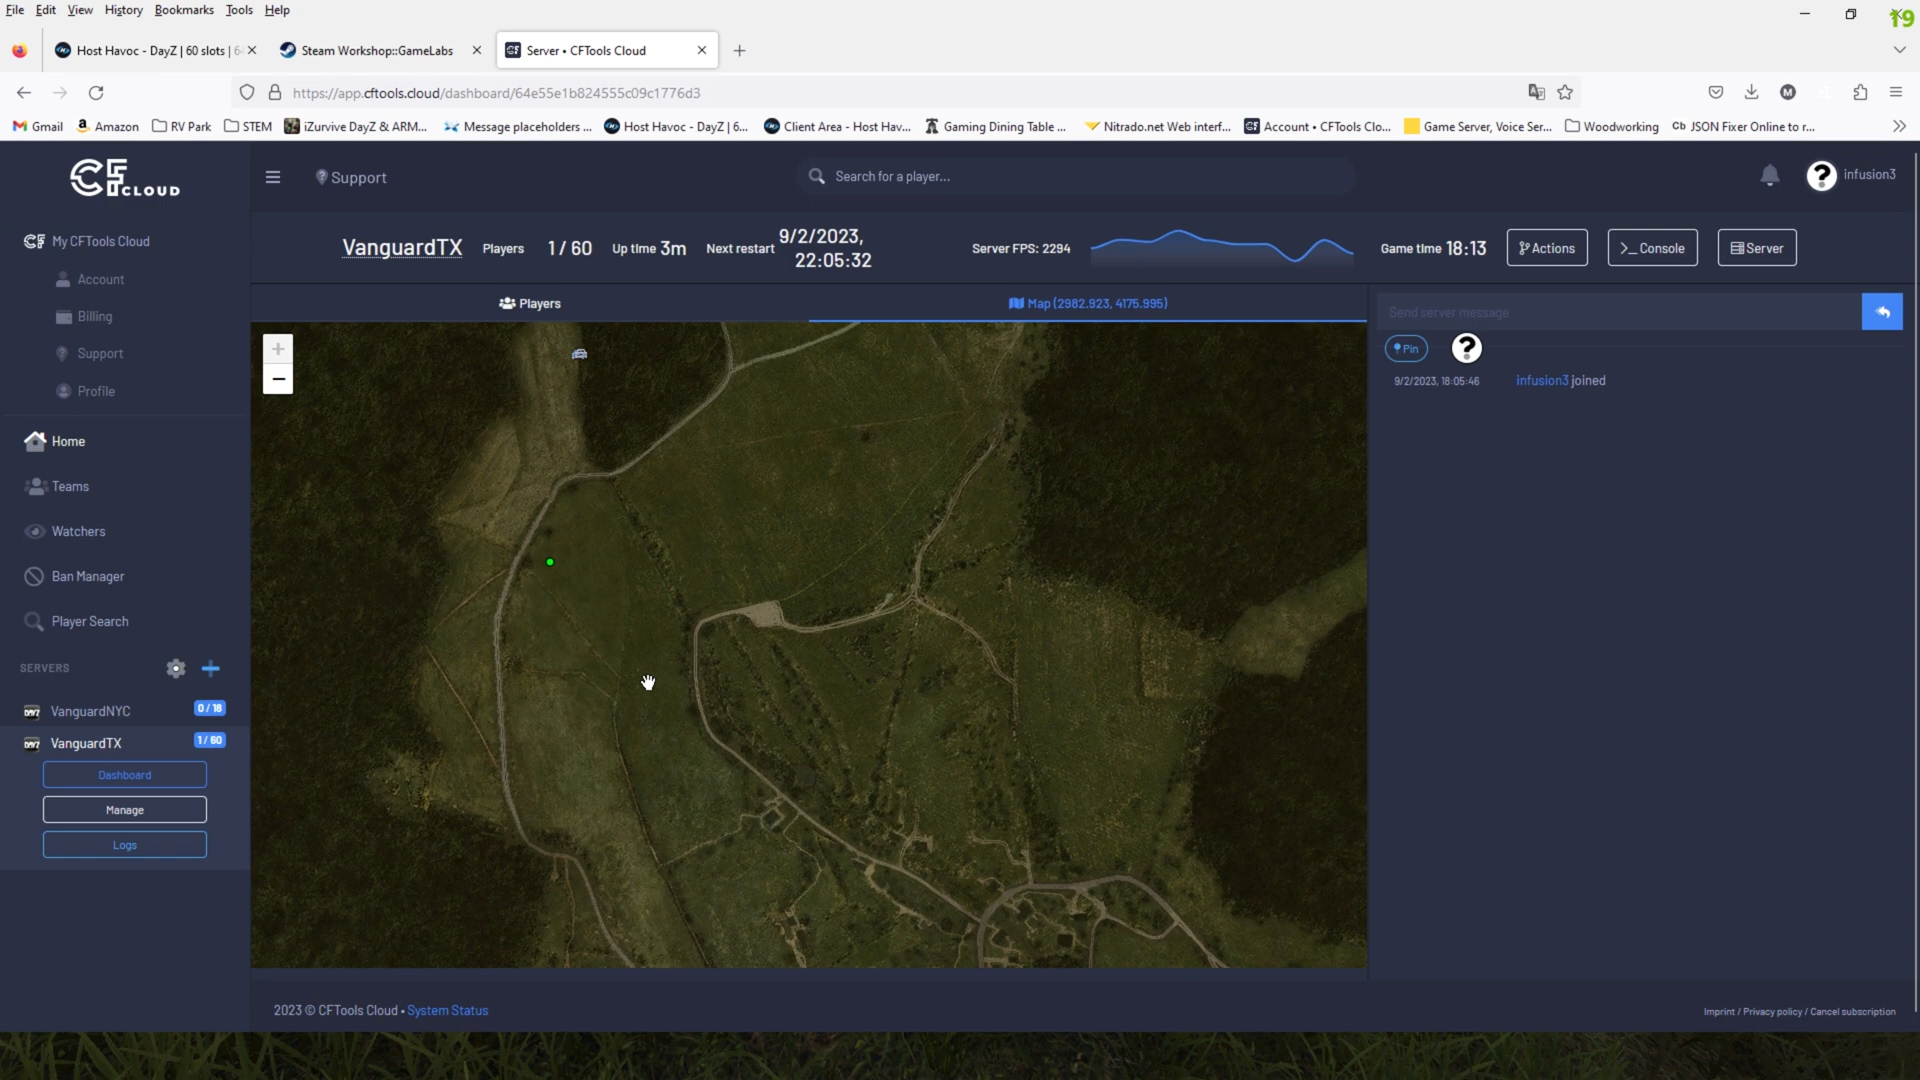 File Edit View History Bookmarks Tools Help
19
Host Havoc - DayZ | 60 slots | 6
Steam Workshop::GameLabs
Server • CFTools Cloud
https://app.cftools.cloud/dashboard/64e55e1b824555c09c1776d3
Gmail
Amazon
RV Park
STEM
iZurvive DayZ & ARM...
Message placeholders ...
Host Havoc - DayZ | 6...
Client Area - Host Hav...
Gaming Dining Table ...
Nitrado.net Web interf...
Account • CFTools Clo...
Game Server, Voice Ser...
Woodworking
JSON Fixer Online to r...
CF CLOUD
Support
Search for a player...
infusion3
My CFTools Cloud
Account
Billing
Support
Profile
Home
Teams
Watchers
Ban Manager
Player Search
SERVERS
VanguardNYC 0 / 18
VanguardTX 1 / 60
Dashboard
Manage
Logs
VanguardTX
Players 1 / 60
Up time 3m
Next restart 9/2/2023,
22:05:32
Server FPS: 2294
Game time 18:13
Actions
>_ Console
Server
Players
Map (2982.923, 4175.995)
Send server message
Pin
9/2/2023, 18:05:46 infusion3 joined
2023 © CFTools Cloud • System Status
Imprint / Privacy policy / Cancel subscription